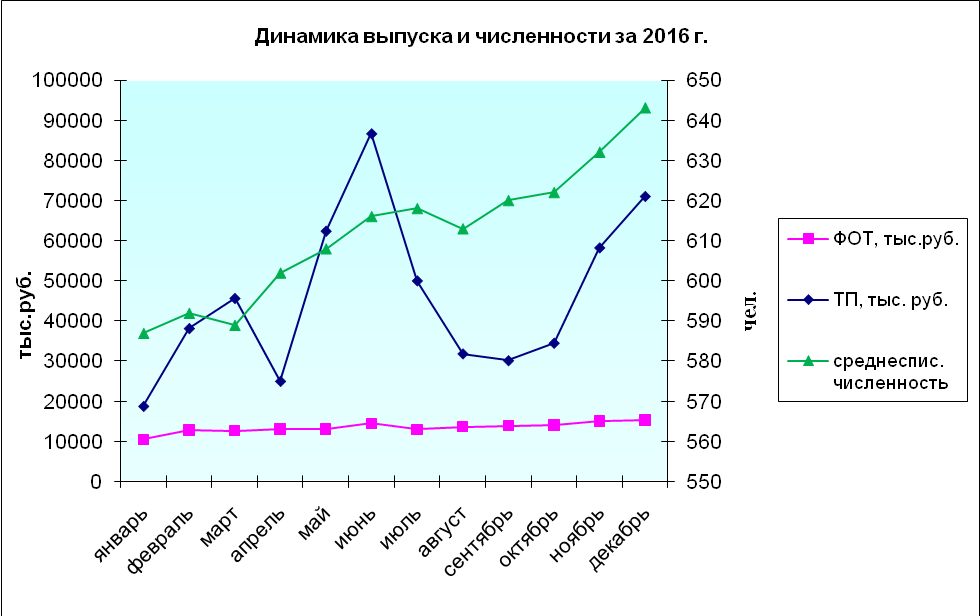 Динамика выпуска и численности за 2016 г.
100000
90000
80000
70000
60000
50000
40000
30000
20000
10000
0
тыс.руб.
650
640
630
620
610
600
590
580
570
560
550
чел.
январь
февраль
март
апрель
май
июнь
июль
август
сентябрь
октябрь
ноябрь
декабрь
ФОТ, тыс.руб.
ТП, тыс. руб.
среднеспис.
численность